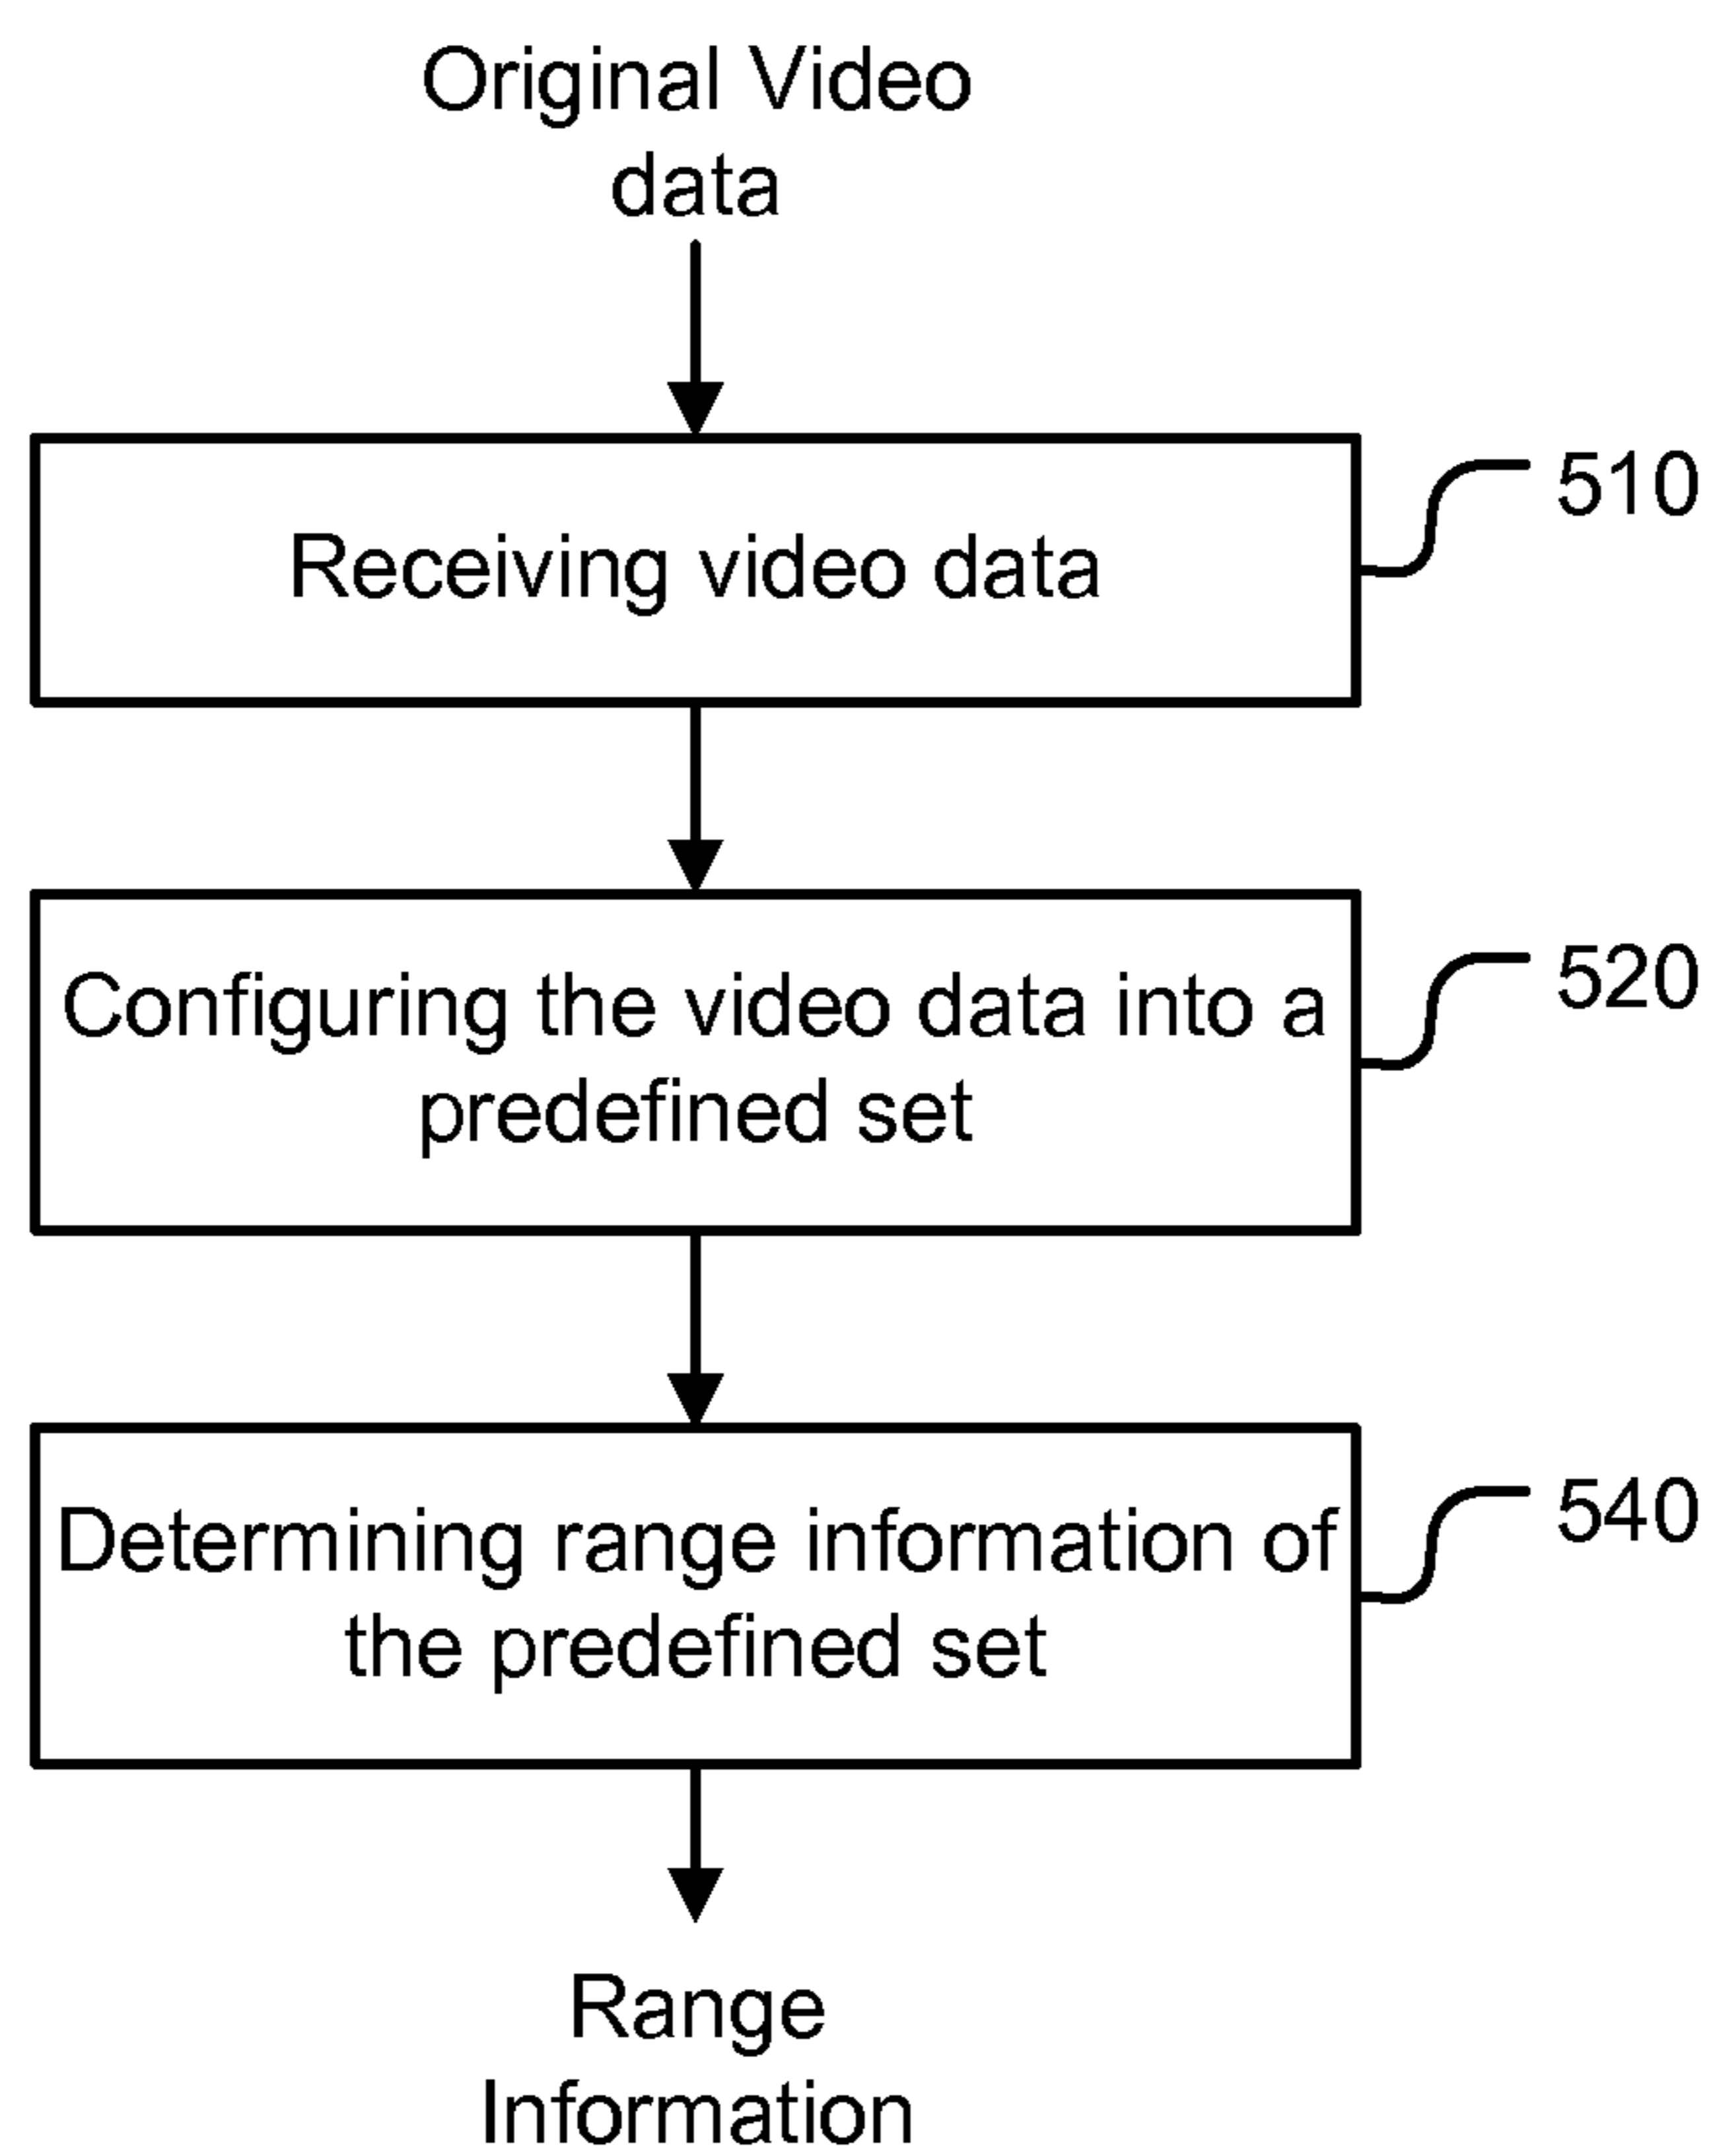 Original Video
data
Receiving video data
510
Configuring the video data into a
predefined set
520
Determining range information of
the predefined set
540
Range
Information